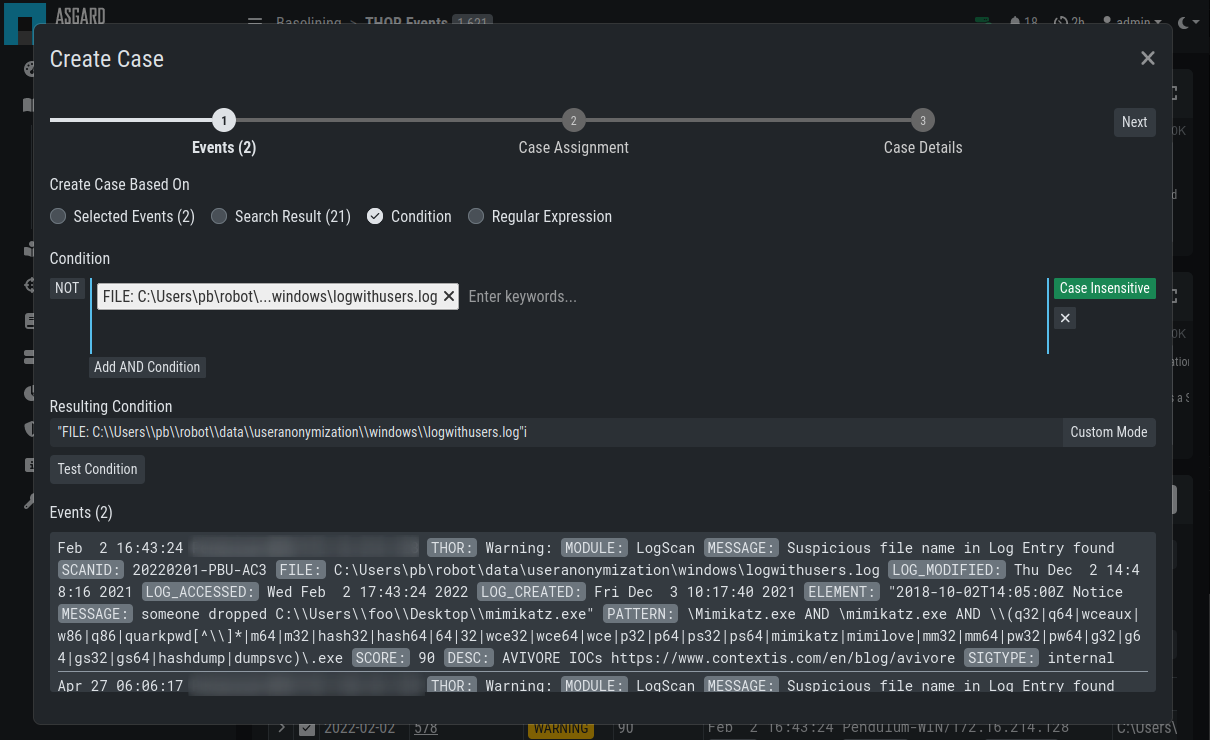 ASGARD
Baselining > THOR Events 1,621
18 2h admin
Create Case
1 2 3 Next
Events (2) Case Assignment Case Details
Create Case Based On
Selected Events (2) Search Result (21) Condition Regular Expression
Condition
NOT FILE: C:\Users\pb\robot\...windows\logwithusers.log ✕ Enter keywords... Case Insensitive
Add AND Condition
Resulting Condition
"FILE: C:\\Users\\pb\\robot\\data\\useranonymization\\windows\\logwithusers.log"i Custom Mode
Test Condition
Events (2)
Feb  2 16:43:24 THOR: Warning: MODULE: LogScan MESSAGE: Suspicious file name in Log Entry found
SCANID: 20220201-PBU-AC3 FILE: C:\Users\pb\robot\data\useranonymization\windows\logwithusers.log LOG_MODIFIED: Thu Dec  2 14:4
8:16 2021 LOG_ACCESSED: Wed Feb  2 17:43:24 2022 LOG_CREATED: Fri Dec  3 10:17:40 2021 ELEMENT: "2018-10-02T14:05:00Z Notice
MESSAGE: someone dropped C:\\Users\\foo\\Desktop\\mimikatz.exe" PATTERN: \Mimikatz.exe AND \mimikatz.exe AND \\(q32|q64|wceaux|
w86|q86|quarkpwd[^\\]*|m64|m32|hash32|hash64|64|32|wce32|wce64|wce|p32|p64|ps32|ps64|mimikatz|mimilove|mm32|mm64|pw32|pw64|g32|g6
4|gs32|gs64|hashdump|dumpsvc)\.exe SCORE: 90 DESC: AVIVORE IOCs https://www.contextis.com/en/blog/avivore SIGTYPE: internal
Apr 27 06:06:17 THOR: Warning: MODULE: LogScan MESSAGE: Suspicious file name in Log Entry found
2022-02-02 578 WARNING 90 Feb  2 16:43:24 Pendulum-WIN/172.16.214.128 C:\Users\